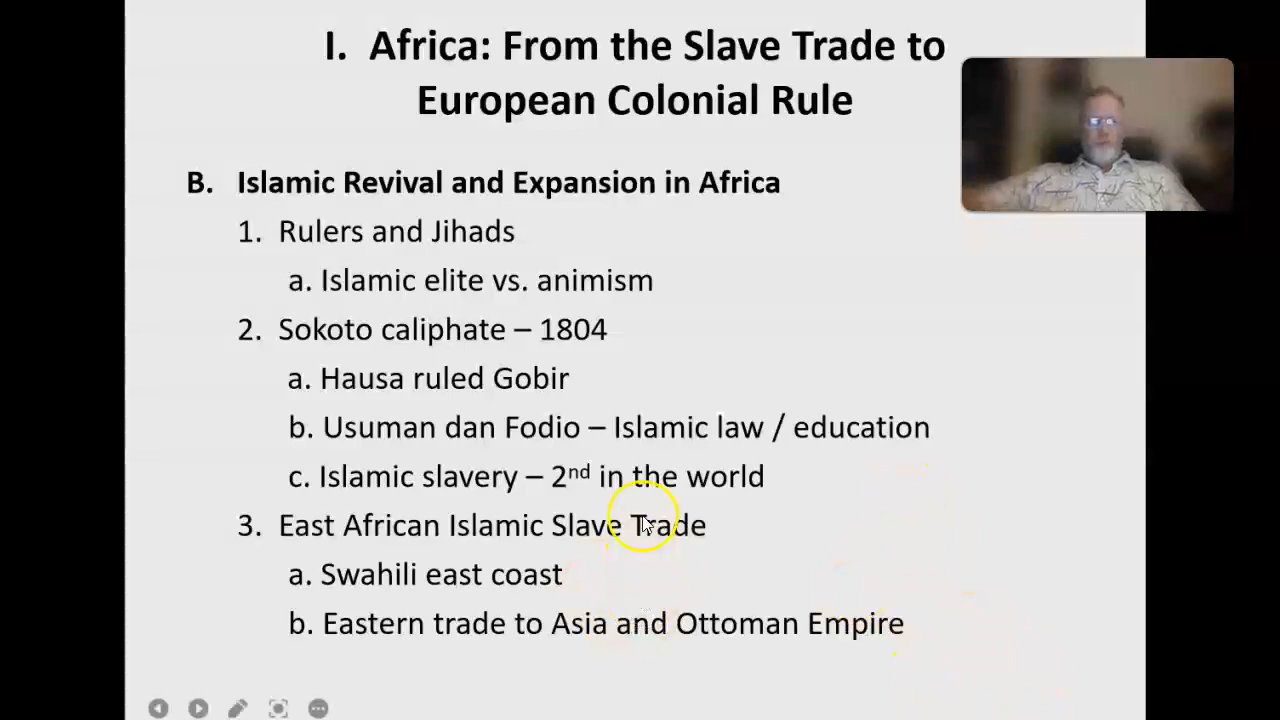 I. Africa: From the Slave Trade to
European Colonial Rule
B. Islamic Revival and Expansion in Africa
1. Rulers and Jihads
a. Islamic elite vs. animism
2. Sokoto caliphate – 1804
a. Hausa ruled Gobir
b. Usuman dan Fodio – Islamic law / education
c. Islamic slavery – 2nd in the world
3. East African Islamic Slave Trade
a. Swahili east coast
b. Eastern trade to Asia and Ottoman Empire